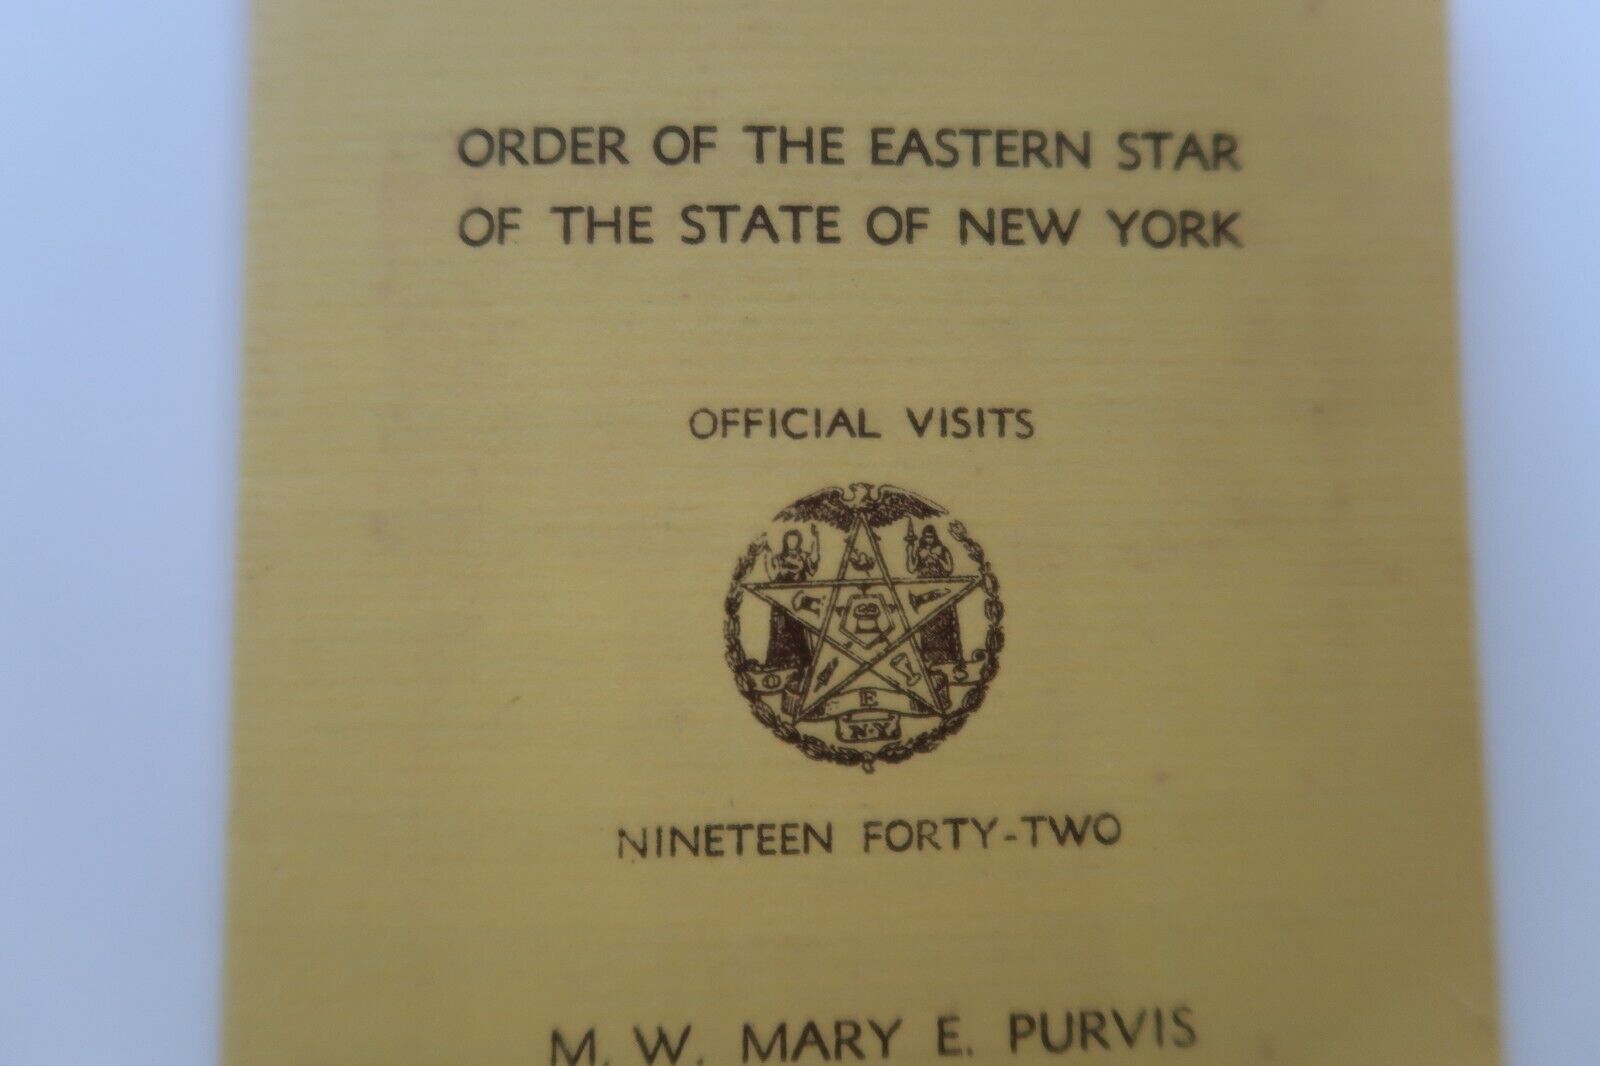 ORDER OF THE EASTERN STAR
OF THE STATE OF NEW YORK
OFFICIAL VISITS
O E S
N.Y.
NINETEEN FORTY-TWO
M. W. MARY E. PURVIS